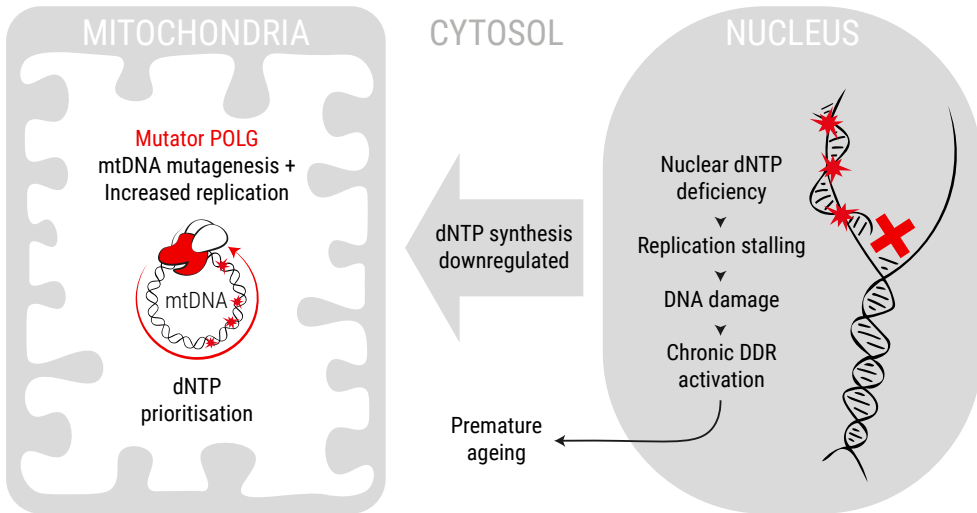 MITOCHONDRIA
Mutator POLG
mtDNA mutagenesis +
Increased replication
mtDNA
dNTP
prioritisation
CYTOSOL
dNTP synthesis
downregulated
NUCLEUS
Nuclear dNTP
deficiency
Replication stalling
DNA damage
Chronic DDR
activation
Premature
ageing